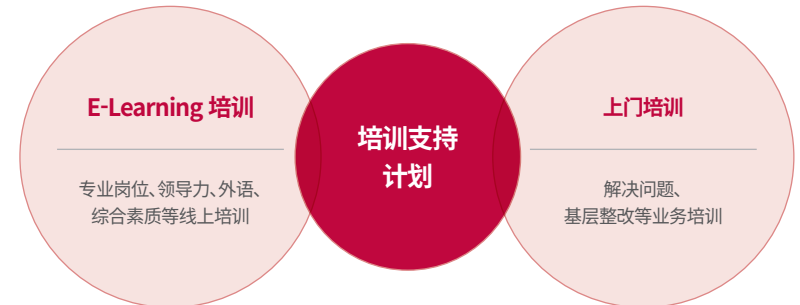 E-Learning 培训
专业岗位、领导力、外语、
综合素质等线上培训
培训支持
计划
上门培训
解决问题、
基层整改等业务培训